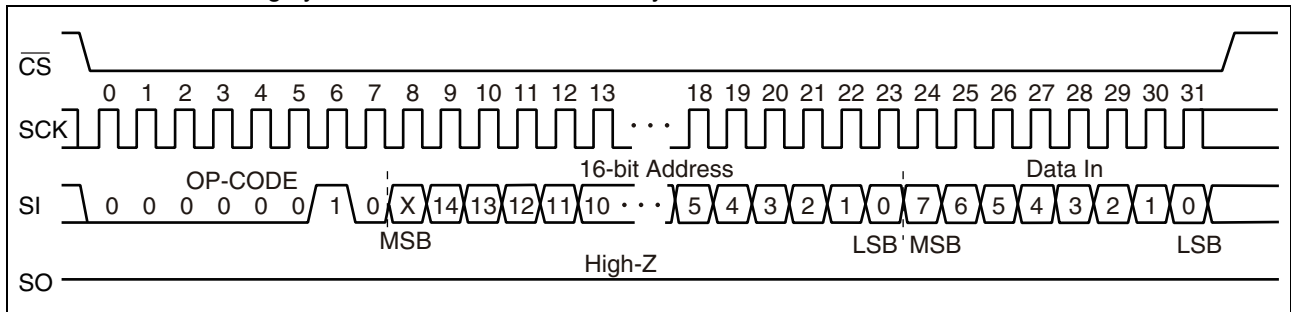 CS
0 1 2 3 4 5 6 7 8 9 10 11 12 13 18 19 20 21 22 23 24 25 26 27 28 29 30 31
SCK ···
OP-CODE 16-bit Address Data In
SI 0 0 0 0 0 0 1 0 X 14 13 12 11 10 ··· 5 4 3 2 1 0 7 6 5 4 3 2 1 0
MSB LSB MSB LSB
High-Z
SO